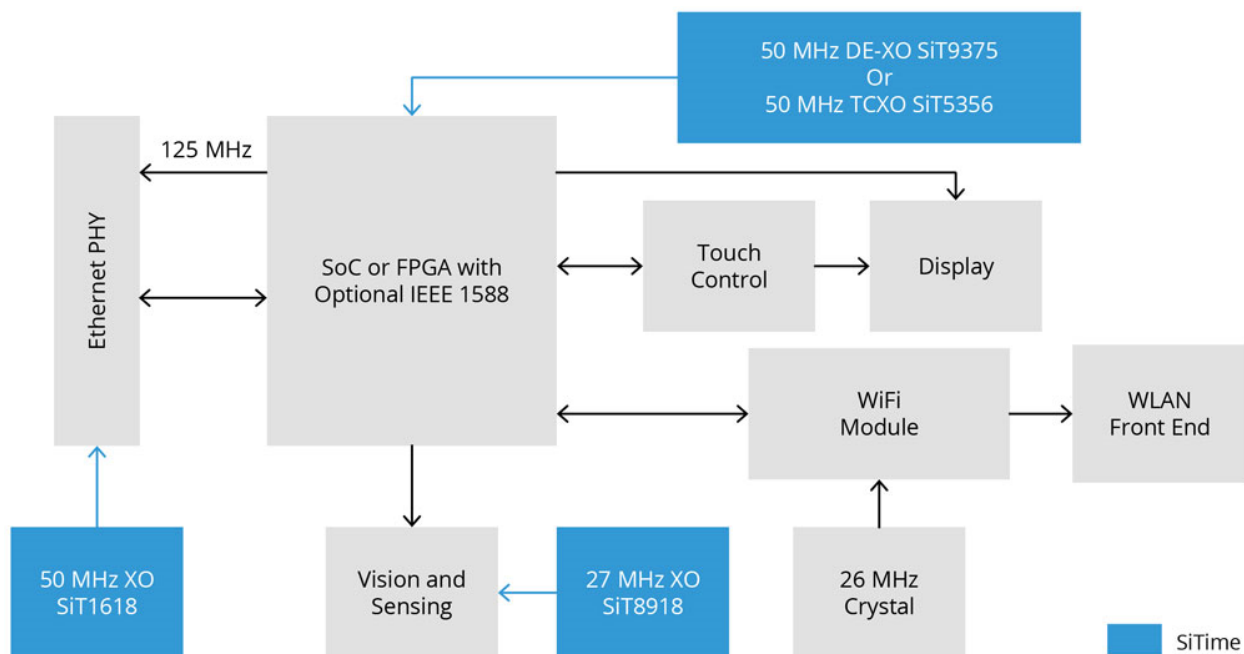 50 MHz DE-XO SiT9375
Or
50 MHz TCXO SiT5356
125 MHz
Ethernet PHY
SoC or FPGA with
Optional IEEE 1588
Touch
Control
Display
WiFi
Module
WLAN
Front End
50 MHz XO
SiT1618
Vision and
Sensing
27 MHz XO
SiT8918
26 MHz
Crystal
SiTime